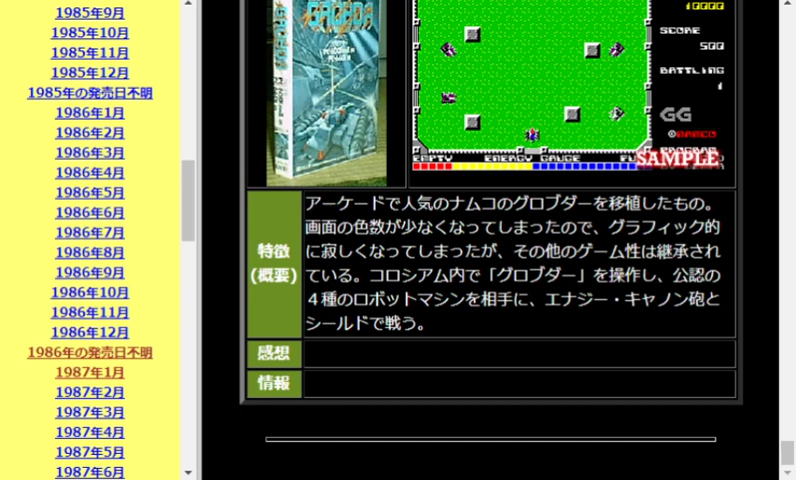 1985年9月
1985年10月
1985年11月
1985年12月
1985年の発売日不明
1986年1月
1986年2月
1986年3月
1986年4月
1986年5月
1986年6月
1986年7月
1986年8月
1986年9月
1986年10月
1986年11月
1986年12月
1986年の発売日不明
1987年1月
1987年2月
1987年3月
1987年4月
1987年5月
1987年6月
10000
SCORE
500
BATTLING
1
GG
©NAMCO
EMPTY ENERGY GAUGE
SAMPLE
特徴
(概要)
アーケードで人気のナムコのグロブダーを移植したもの。
画面の色数が少なくなってしまったので、グラフィック的
に寂しくなってしまったが、その他のゲーム性は継承され
ている。コロシアム内で「グロブダー」を操作し、公認の
４種のロボットマシンを相手に、エナジー・キャノン砲と
シールドで戦う。
感想
情報